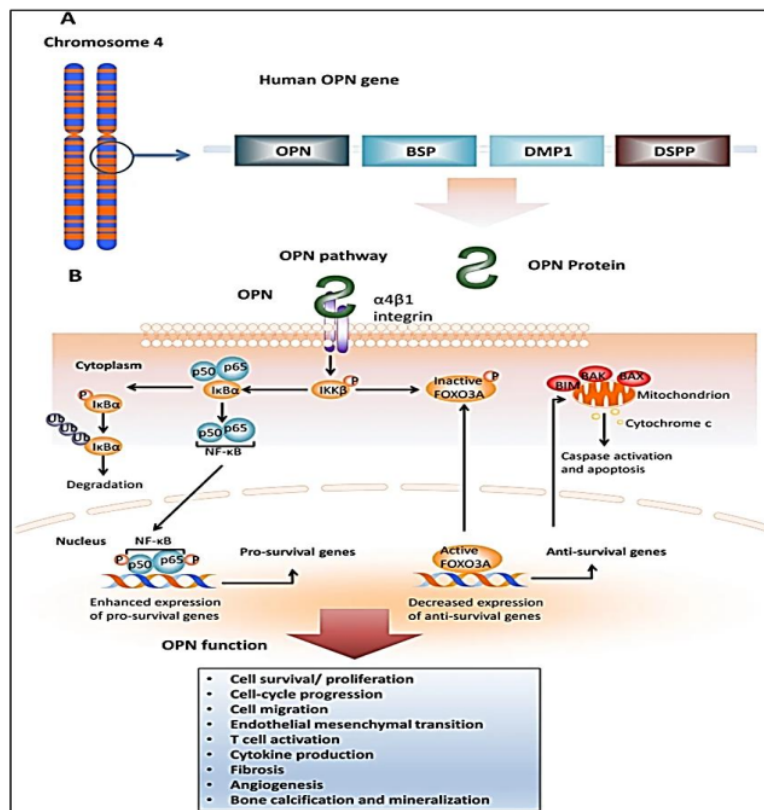 A
Chromosome 4
Human OPN gene
OPN
BSP
DMP1
DSPP
B
OPN pathway
OPN Protein
OPN
α4β1
integrin
Cytoplasm
p50
p65
IκBα
P
IκBα
Ub
Ub
Ub
IκBα
Degradation
p50
p65
NF-κB
IKKβ
P
Inactive
FOXO3A
P
BIM
BAK
BAX
Mitochondrion
Cytochrome c
Caspase activation
and apoptosis
Nucleus
NF-κB
P
p50
p65
P
Pro-survival genes
Enhanced expression
of pro-survival genes
Active
FOXO3A
Anti-survival genes
Decreased expression
of anti-survival genes
OPN function
• Cell survival/ proliferation
• Cell-cycle progression
• Cell migration
• Endothelial mesenchymal transition
• T cell activation
• Cytokine production
• Fibrosis
• Angiogenesis
• Bone calcification and mineralization